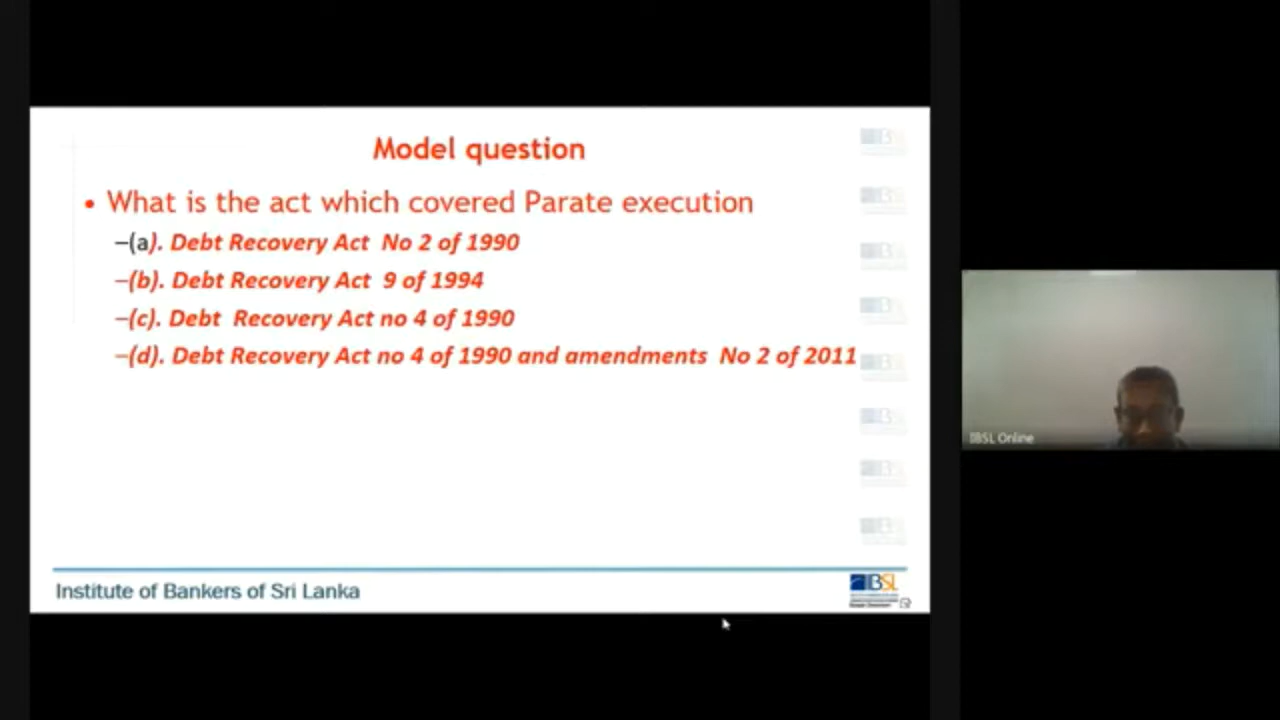 Model question
• What is the act which covered Parate execution
–(a). Debt Recovery Act No 2 of 1990
–(b). Debt Recovery Act 9 of 1994
–(c). Debt Recovery Act no 4 of 1990
–(d). Debt Recovery Act no 4 of 1990 and amendments No 2 of 2011
IBSL Online
Institute of Bankers of Sri Lanka
IBSL